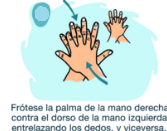 Frótese la palma de la mano derecha
contra el dorso de la mano izquierda
entrelazando los dedos, y viceversa.